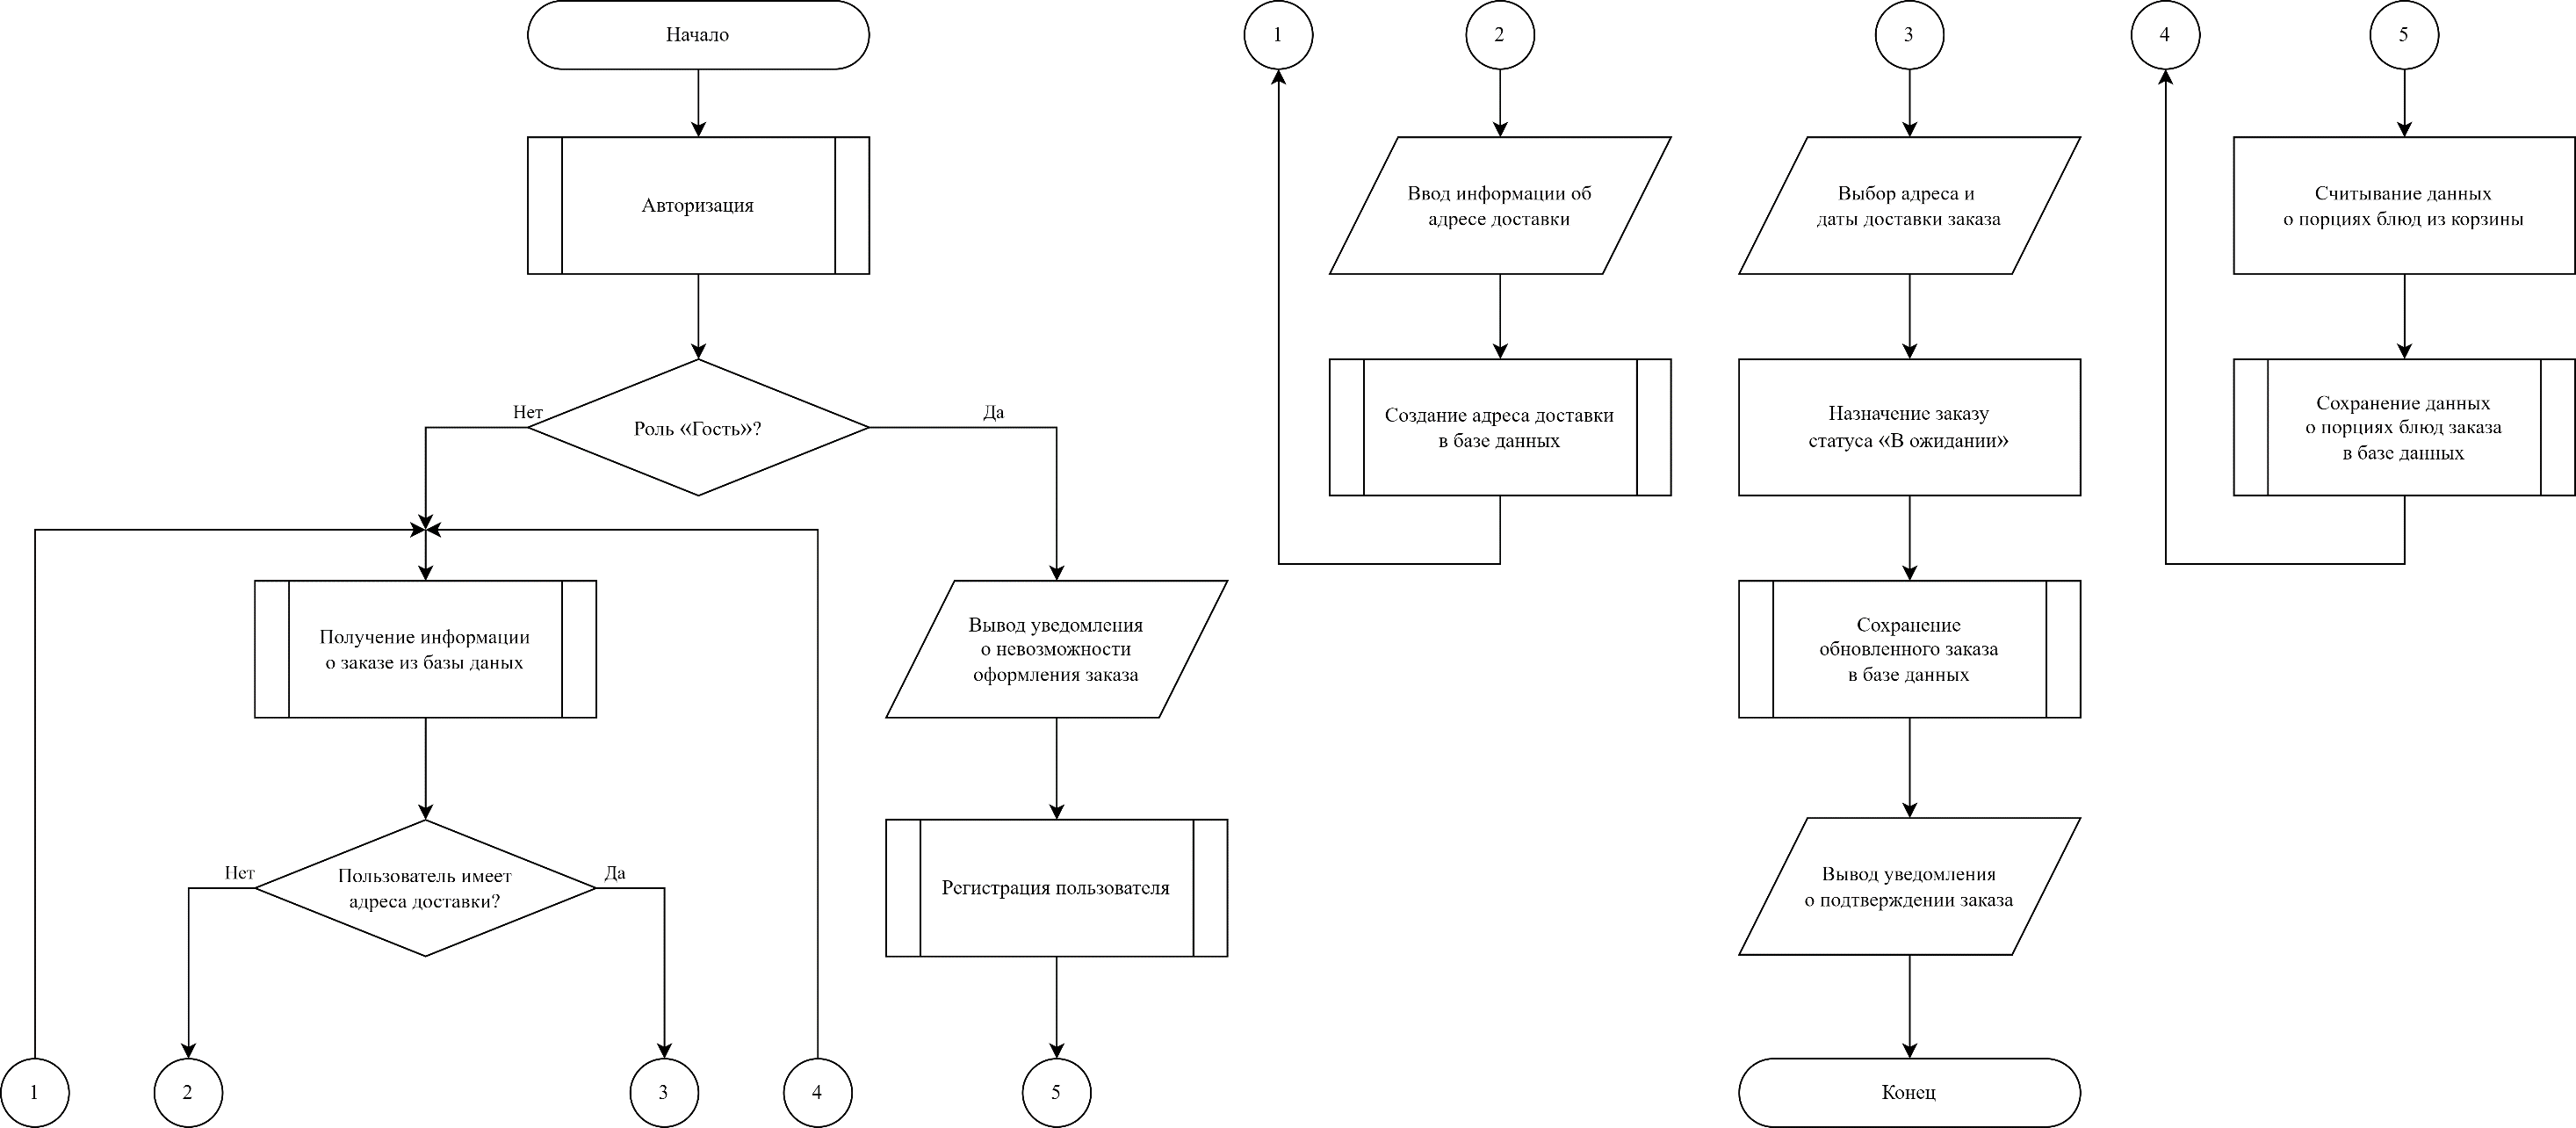 Начало
Авторизация
Роль «Гость»?
Нет
Да
Получение информации
о заказе из базы даных
Пользователь имеет
адреса доставки?
Нет
Да
Вывод уведомления
о невозможности
оформления заказа
Регистрация пользователя
1
2
3
4
5
1
2
Ввод информации об
адресе доставки
Создание адреса доставки
в базе данных
3
Выбор адреса и
даты доставки заказа
Назначение заказу
статуса «В ожидании»
Сохранение
обновленного заказа
в базе данных
Вывод уведомления
о подтверждении заказа
Конец
4
5
Считывание данных
о порциях блюд из корзины
Сохранение данных
о порциях блюд заказа
в базе данных